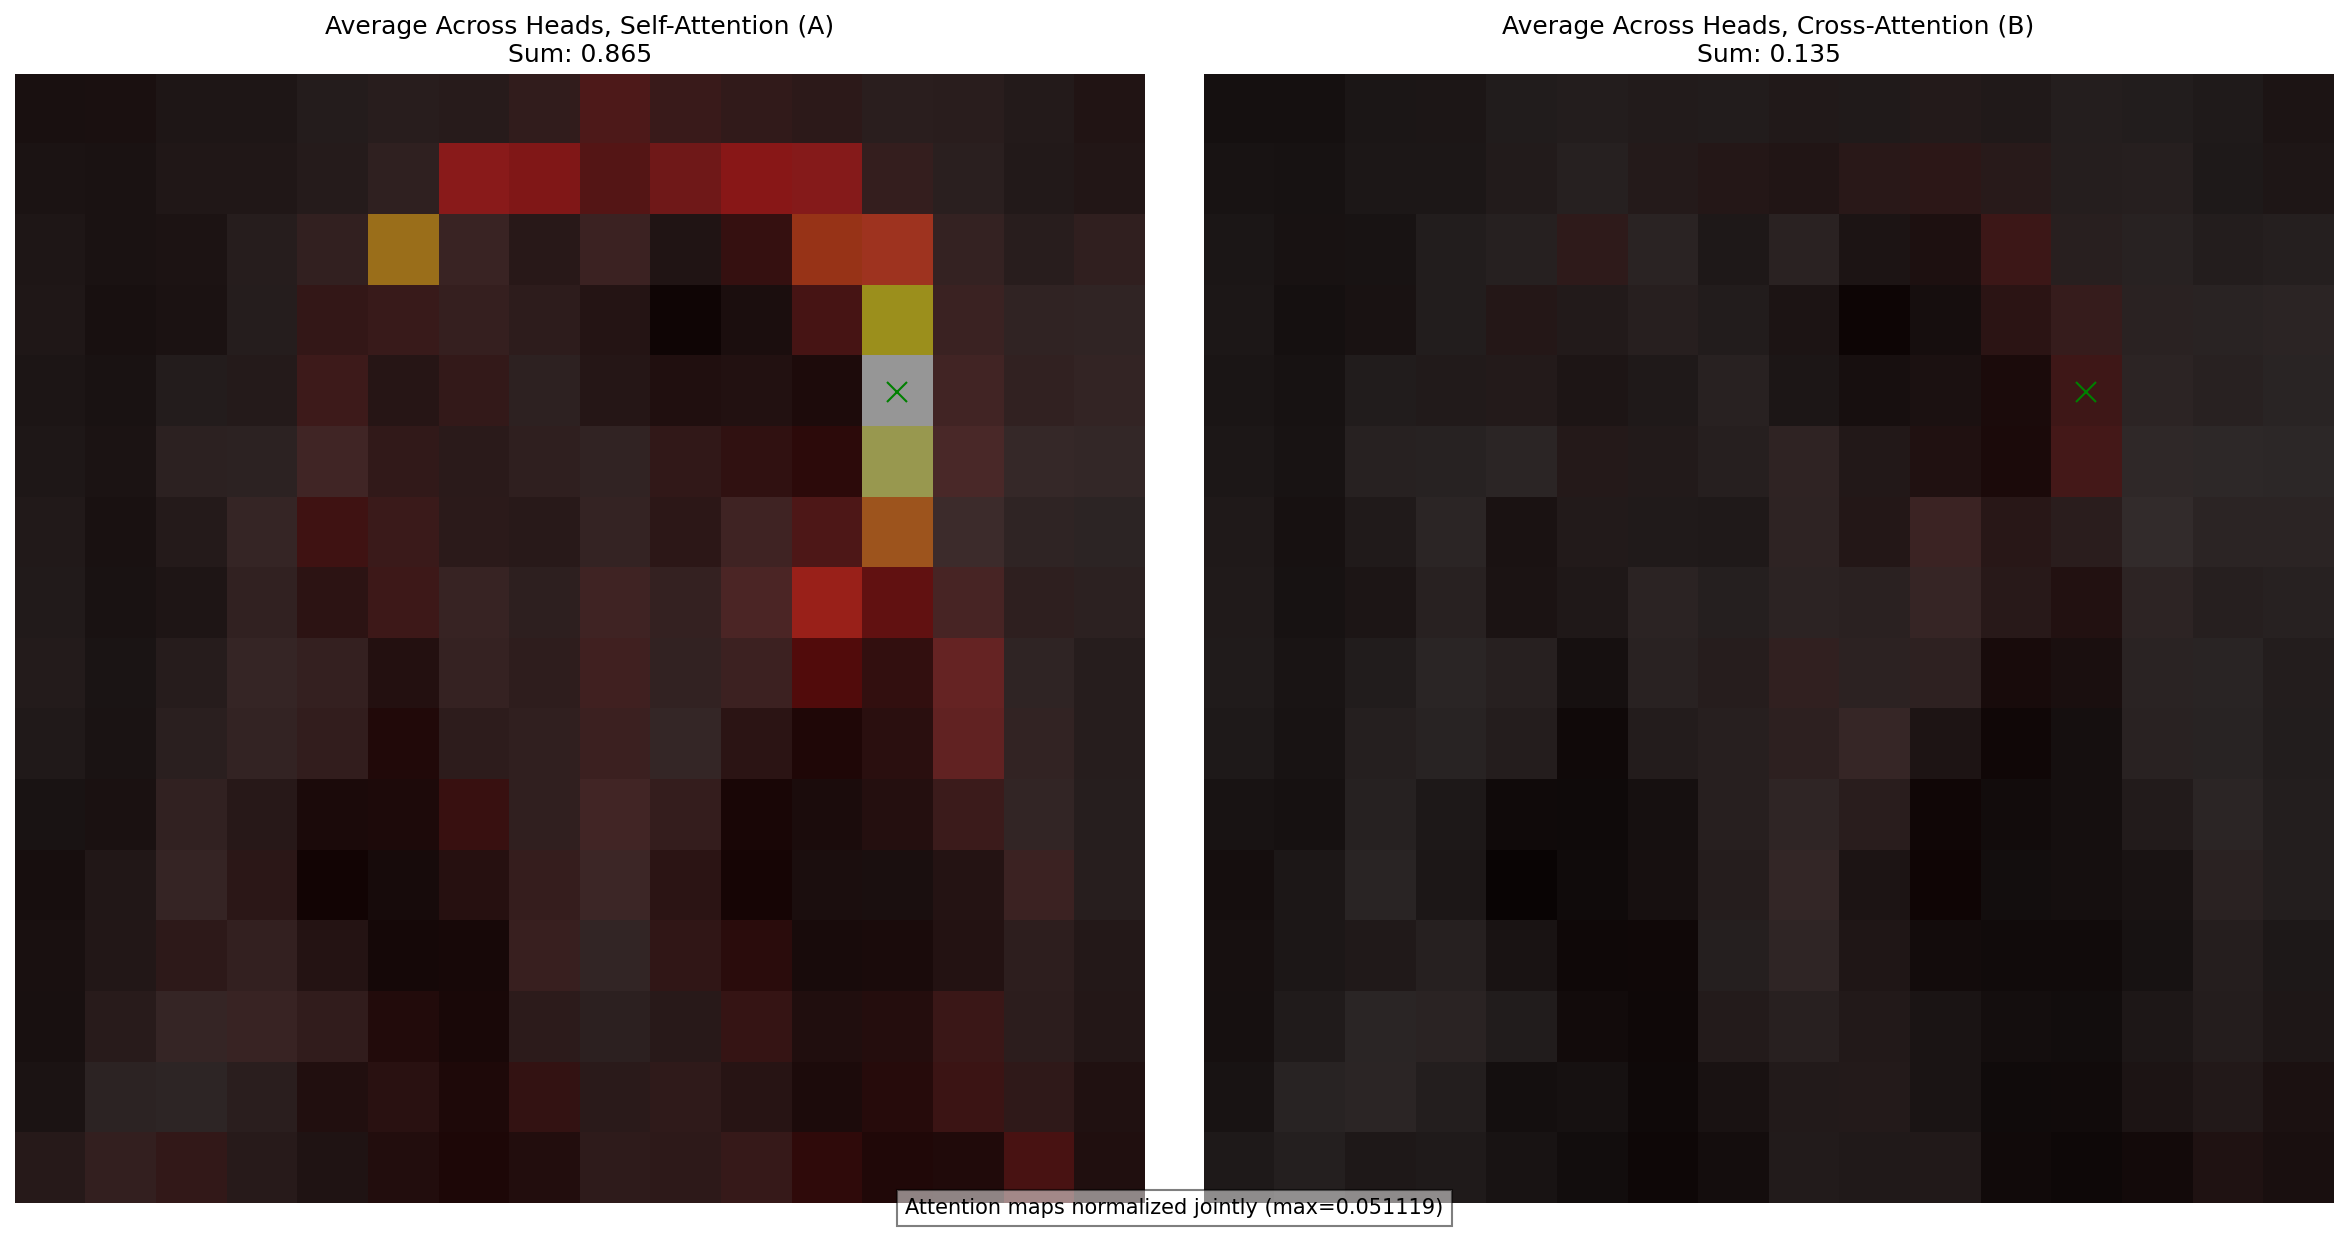 Average Across Heads, Self-Attention (A)
Sum: 0.865
Average Across Heads, Cross-Attention (B)
Sum: 0.135
Attention maps normalized jointly (max=0.051119)